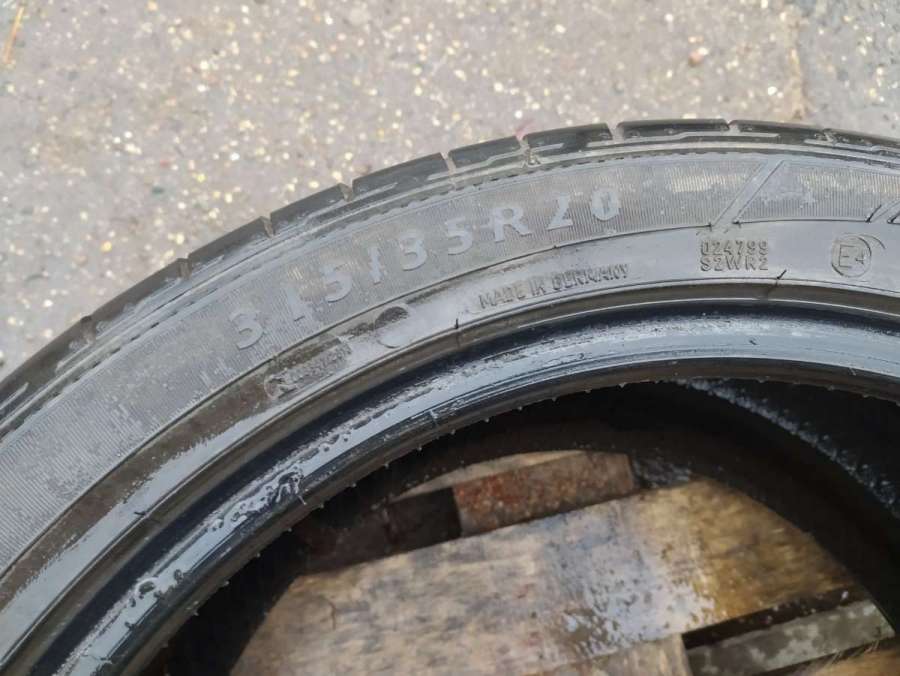 315/35R20
MADE IN GERMANY
024799
S2WR2
E4